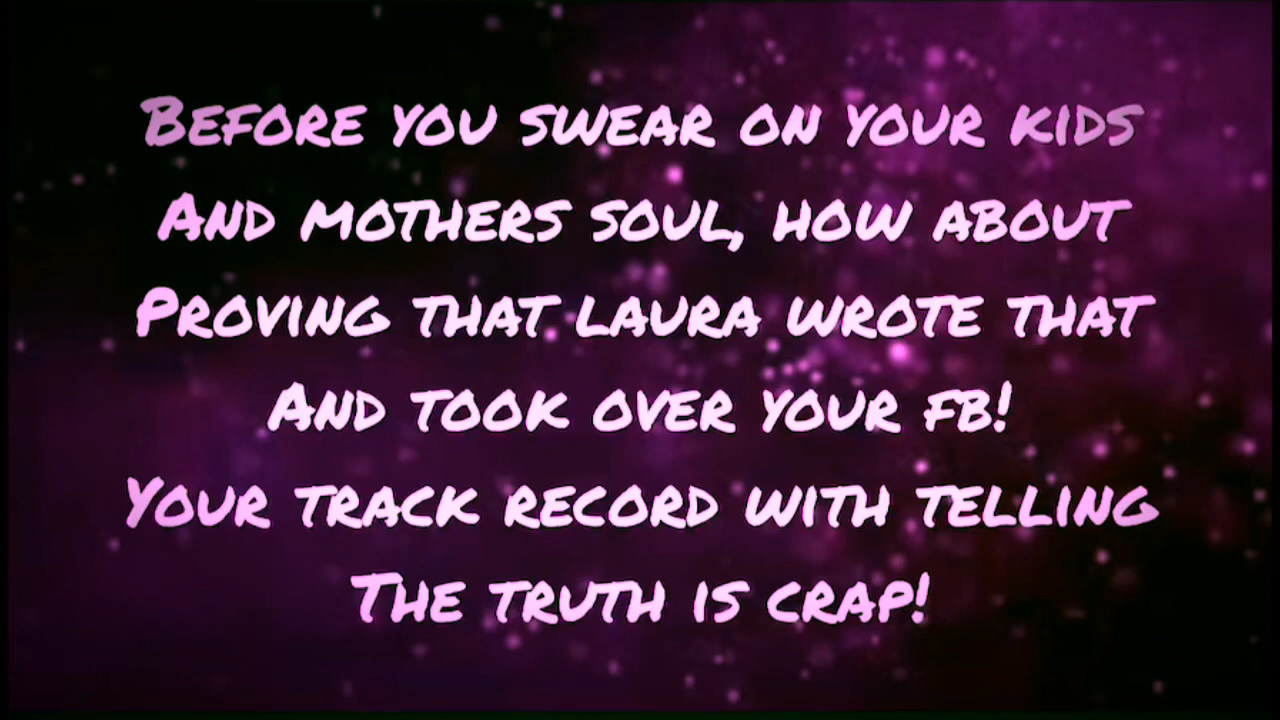 Before you swear on your kids
And mothers soul, how about
Proving that laura wrote that
And took over your fb!
Your track record with telling
The truth is crap!